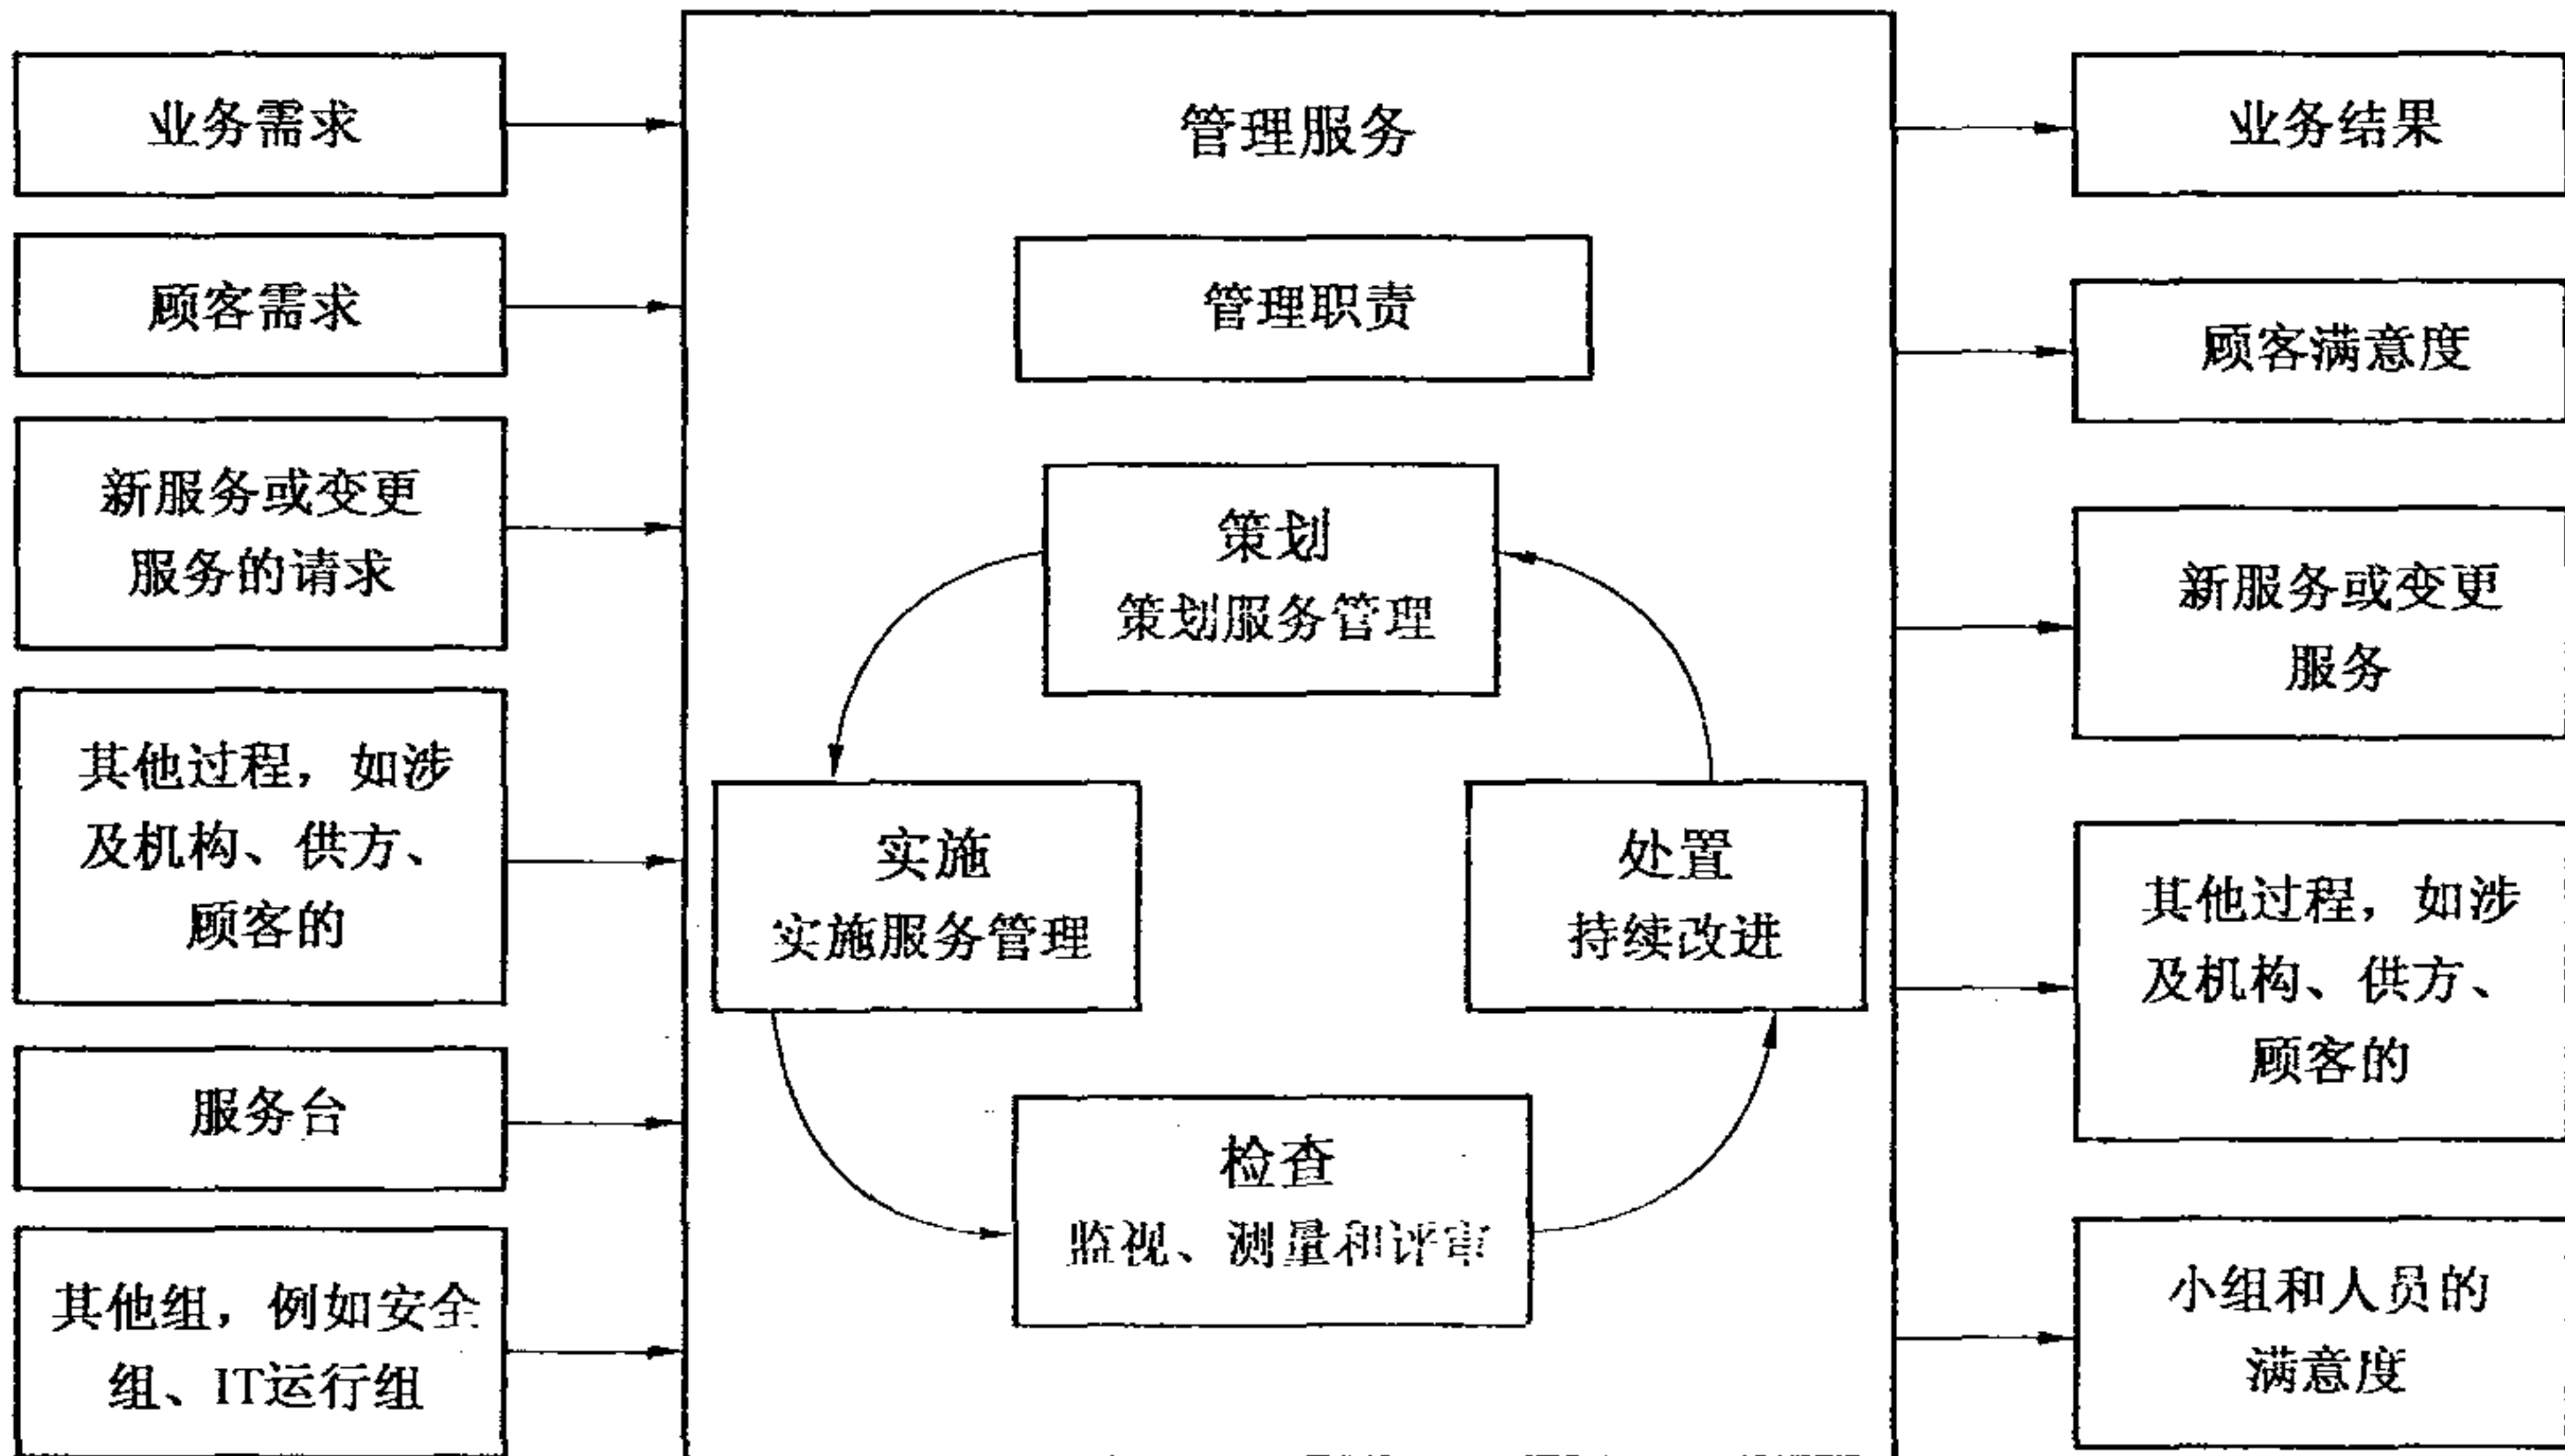 业务需求
顾客需求
新服务或变更
服务的请求
其他过程，如涉
及机构、供方、
顾客的
服务台
其他组，例如安全
组、IT运行组
管理服务
管理职责
策划
策划服务管理
实施
实施服务管理
处置
持续改进
检查
监视、测量和评审
业务结果
顾客满意度
新服务或变更
服务
其他过程，如涉
及机构、供方、
顾客的
小组和人员的
满意度